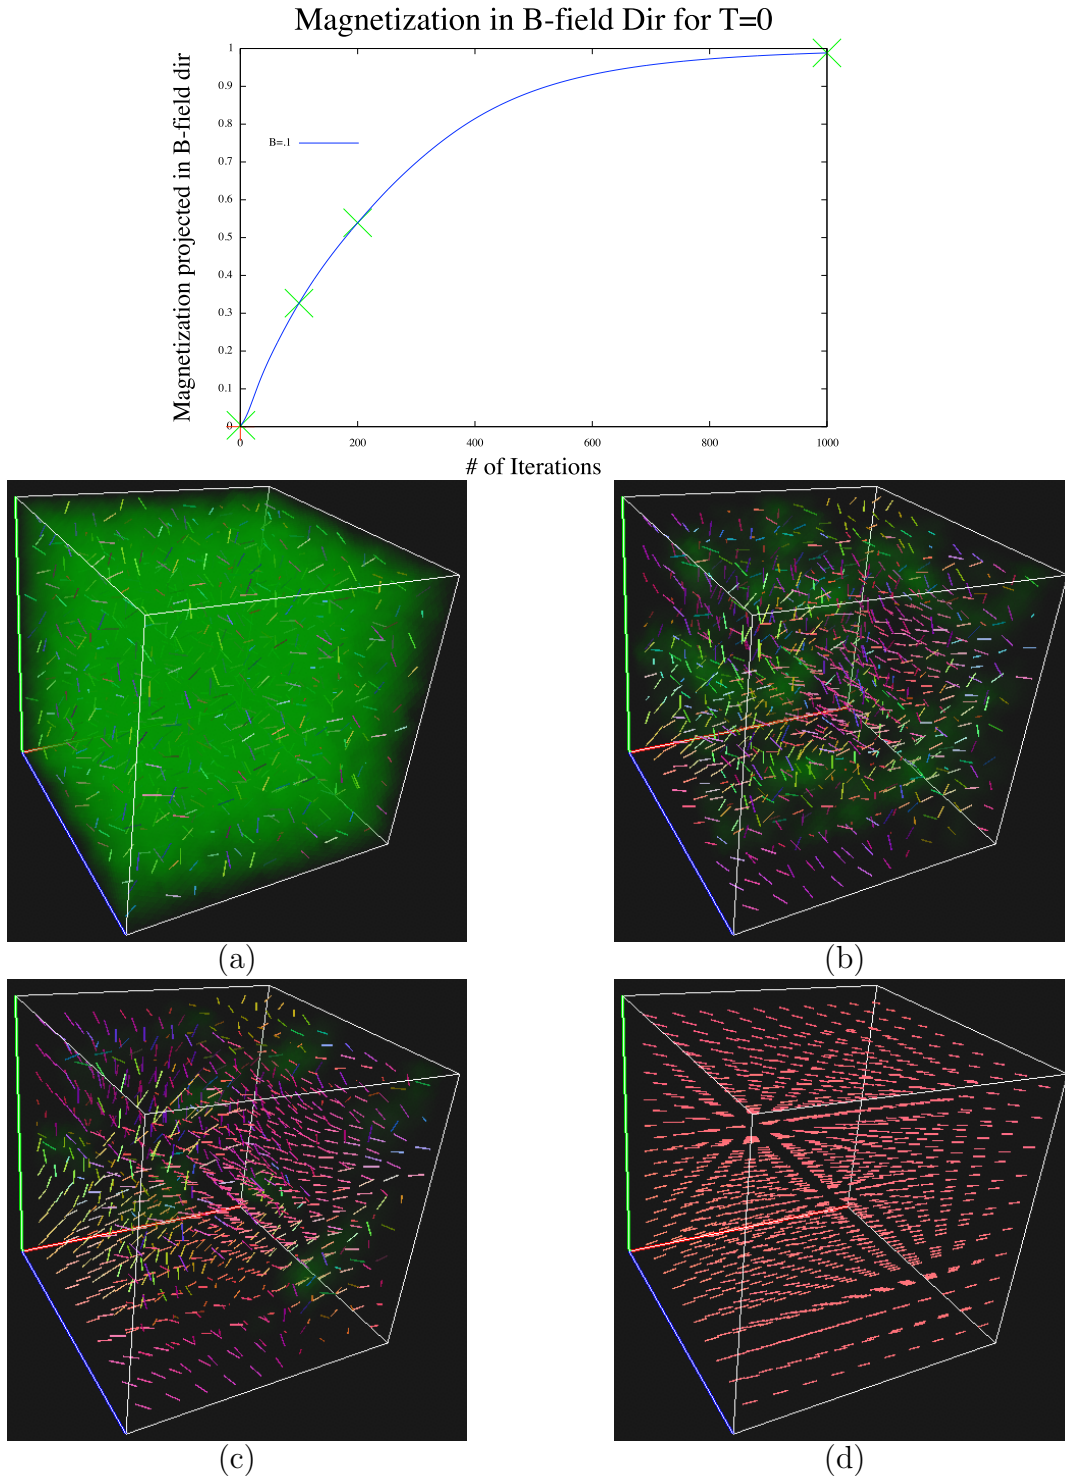 Magnetization in B-field Dir for T=0
Magnetization projected in B-field dir
1
0.9
0.8
0.7
0.6
0.5
0.4
0.3
0.2
0.1
0
B=.1
0 200 400 600 800 1000
# of Iterations
(a) (b)
(c) (d)